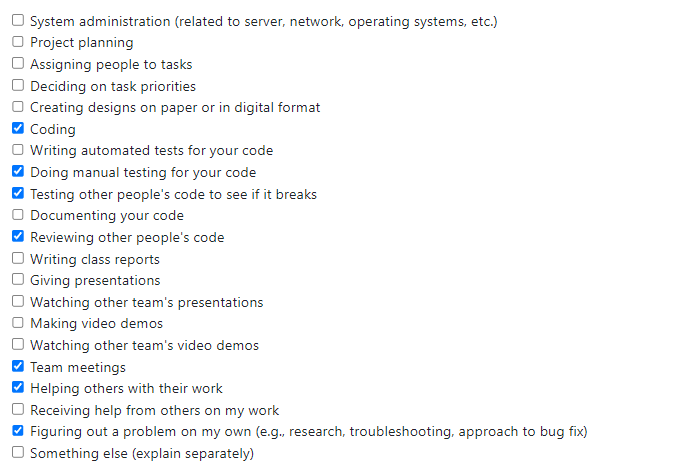 System administration (related to server, network, operating systems, etc.)
Project planning
Assigning people to tasks
Deciding on task priorities
Creating designs on paper or in digital format
Coding
Writing automated tests for your code
Doing manual testing for your code
Testing other people's code to see if it breaks
Documenting your code
Reviewing other people's code
Writing class reports
Giving presentations
Watching other team's presentations
Making video demos
Watching other team's video demos
Team meetings
Helping others with their work
Receiving help from others on my work
Figuring out a problem on my own (e.g., research, troubleshooting, approach to bug fix)
Something else (explain separately)